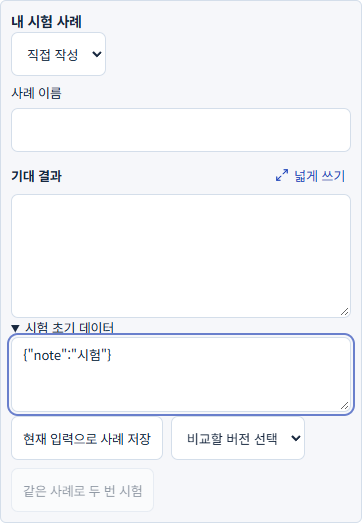 내 시험 사례
직접 작성
사례 이름
기대 결과
넓게 쓰기
▼ 시험 초기 데이터
{"note":"시험"}
현재 입력으로 사례 저장
비교할 버전 선택
같은 사례로 두 번 시험